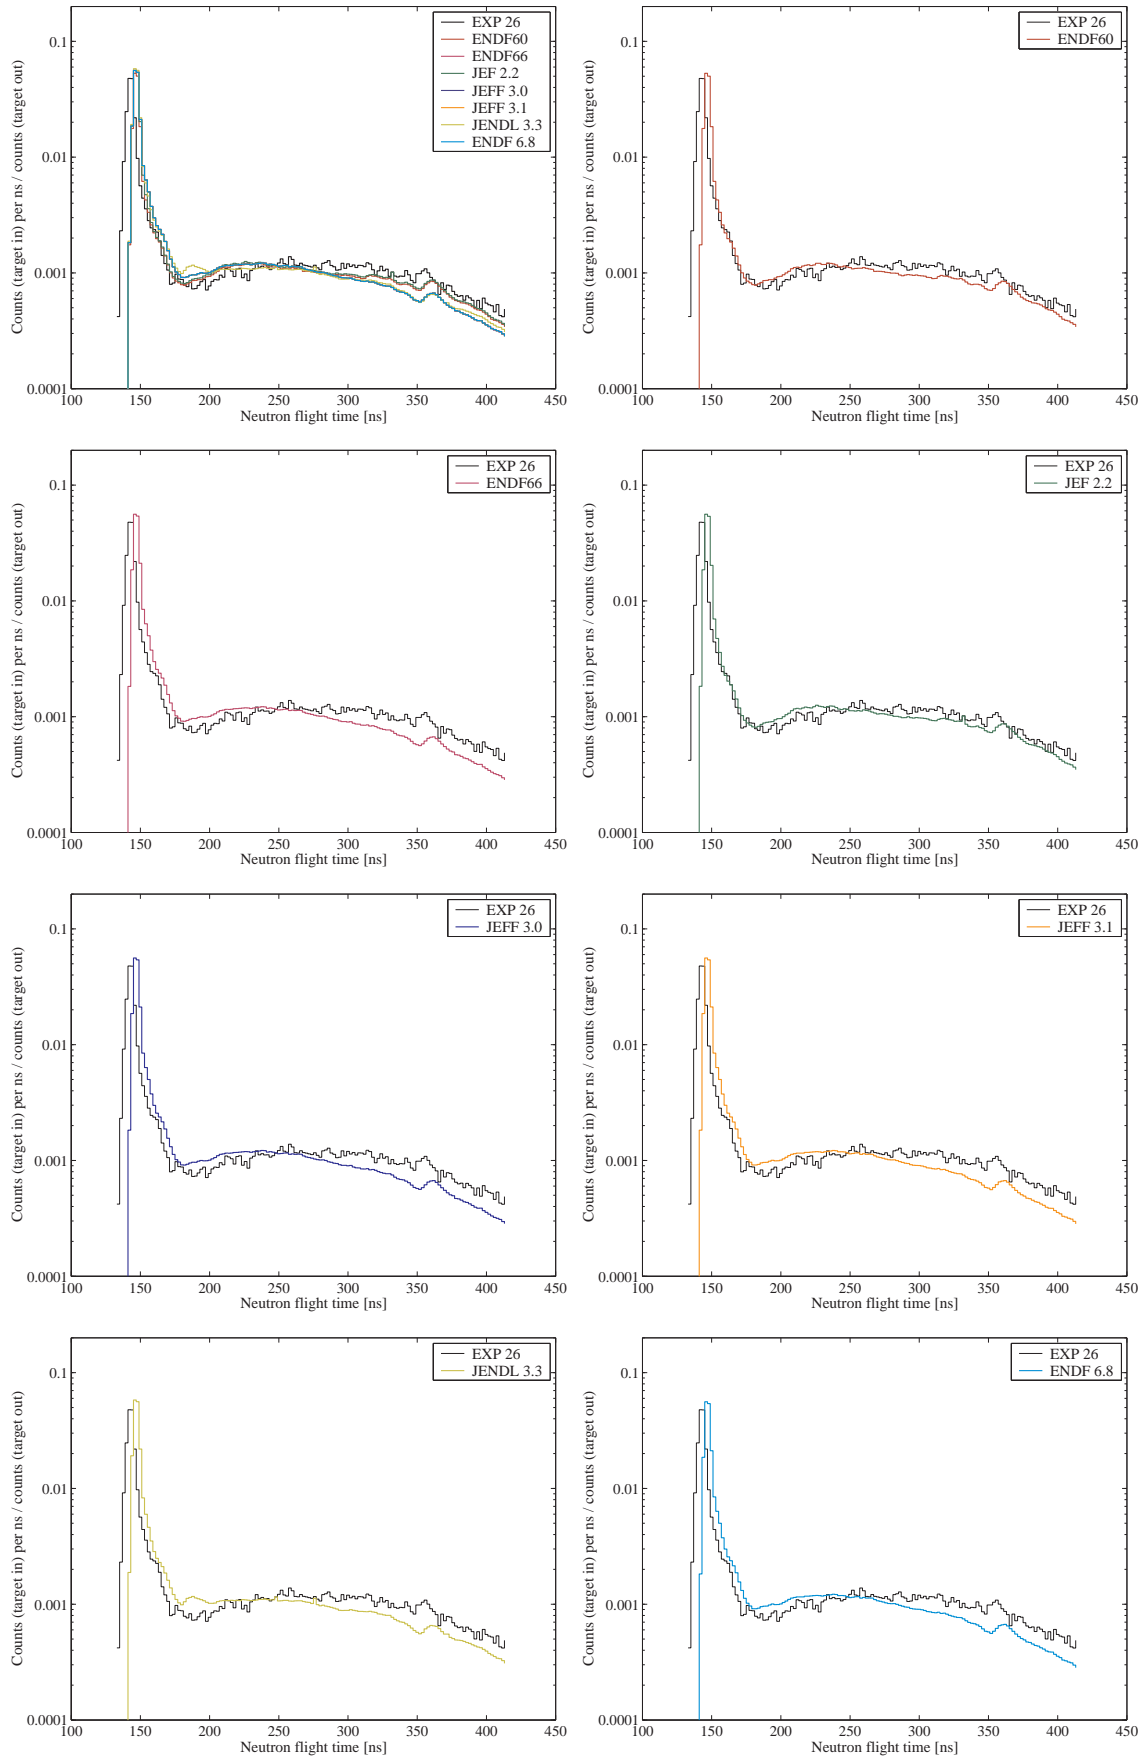 EXP 26
ENDF60
ENDF66
JEF 2.2
JEFF 3.0
JEFF 3.1
JENDL 3.3
ENDF 6.8
0.1
0.01
0.001
0.0001
100 150 200 250 300 350 400 450
Neutron flight time [ns]
Counts (target in) per ns / counts (target out)
EXP 26
ENDF60
0.1
0.01
0.001
0.0001
100 150 200 250 300 350 400 450
Neutron flight time [ns]
Counts (target in) per ns / counts (target out)
EXP 26
ENDF66
0.1
0.01
0.001
0.0001
100 150 200 250 300 350 400 450
Neutron flight time [ns]
Counts (target in) per ns / counts (target out)
EXP 26
JEF 2.2
0.1
0.01
0.001
0.0001
100 150 200 250 300 350 400 450
Neutron flight time [ns]
Counts (target in) per ns / counts (target out)
EXP 26
JEFF 3.0
0.1
0.01
0.001
0.0001
100 150 200 250 300 350 400 450
Neutron flight time [ns]
Counts (target in) per ns / counts (target out)
EXP 26
JEFF 3.1
0.1
0.01
0.001
0.0001
100 150 200 250 300 350 400 450
Neutron flight time [ns]
Counts (target in) per ns / counts (target out)
EXP 26
JENDL 3.3
0.1
0.01
0.001
0.0001
100 150 200 250 300 350 400 450
Neutron flight time [ns]
Counts (target in) per ns / counts (target out)
EXP 26
ENDF 6.8
0.1
0.01
0.001
0.0001
100 150 200 250 300 350 400 450
Neutron flight time [ns]
Counts (target in) per ns / counts (target out)